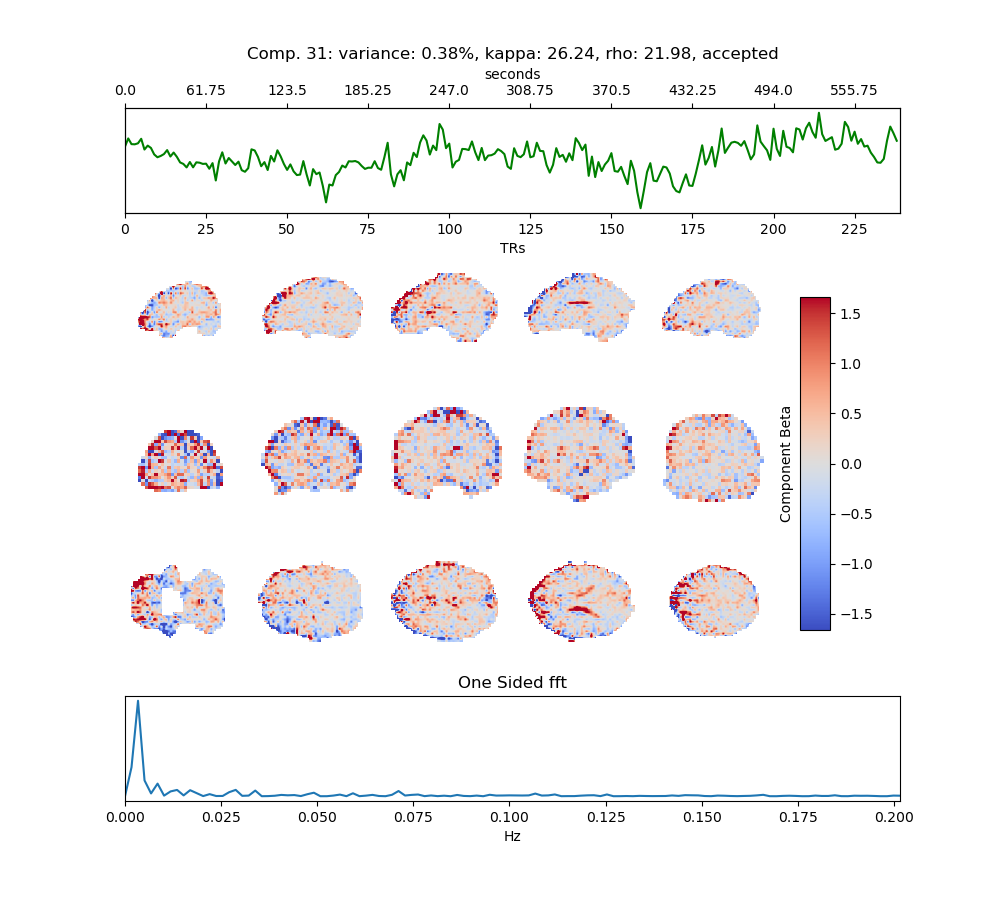 Comp. 31: variance: 0.38%, kappa: 26.24, rho: 21.98, accepted
seconds
0.0 61.75 123.5 185.25 247.0 308.75 370.5 432.25 494.0 555.75
0 25 50 75 100 125 150 175 200 225
TRs
1.5
1.0
0.5
0.0
−0.5
−1.0
−1.5
Component Beta
One Sided fft
0.000 0.025 0.050 0.075 0.100 0.125 0.150 0.175 0.200
Hz